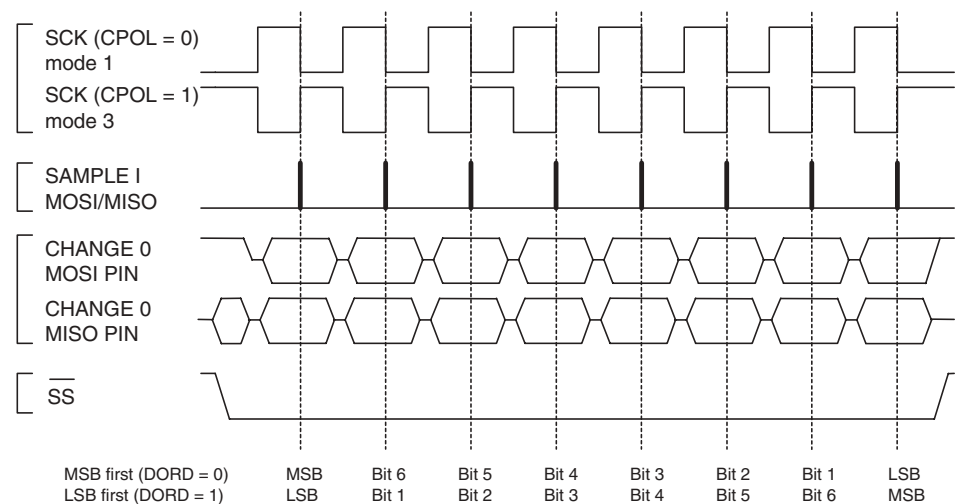 SCK (CPOL = 0)
mode 1
SCK (CPOL = 1)
mode 3
SAMPLE I
MOSI/MISO
CHANGE 0
MOSI PIN
CHANGE 0
MISO PIN
SS
MSB first (DORD = 0) MSB Bit 6 Bit 5 Bit 4 Bit 3 Bit 2 Bit 1 LSB
LSB first (DORD = 1) LSB Bit 1 Bit 2 Bit 3 Bit 4 Bit 5 Bit 6 MSB